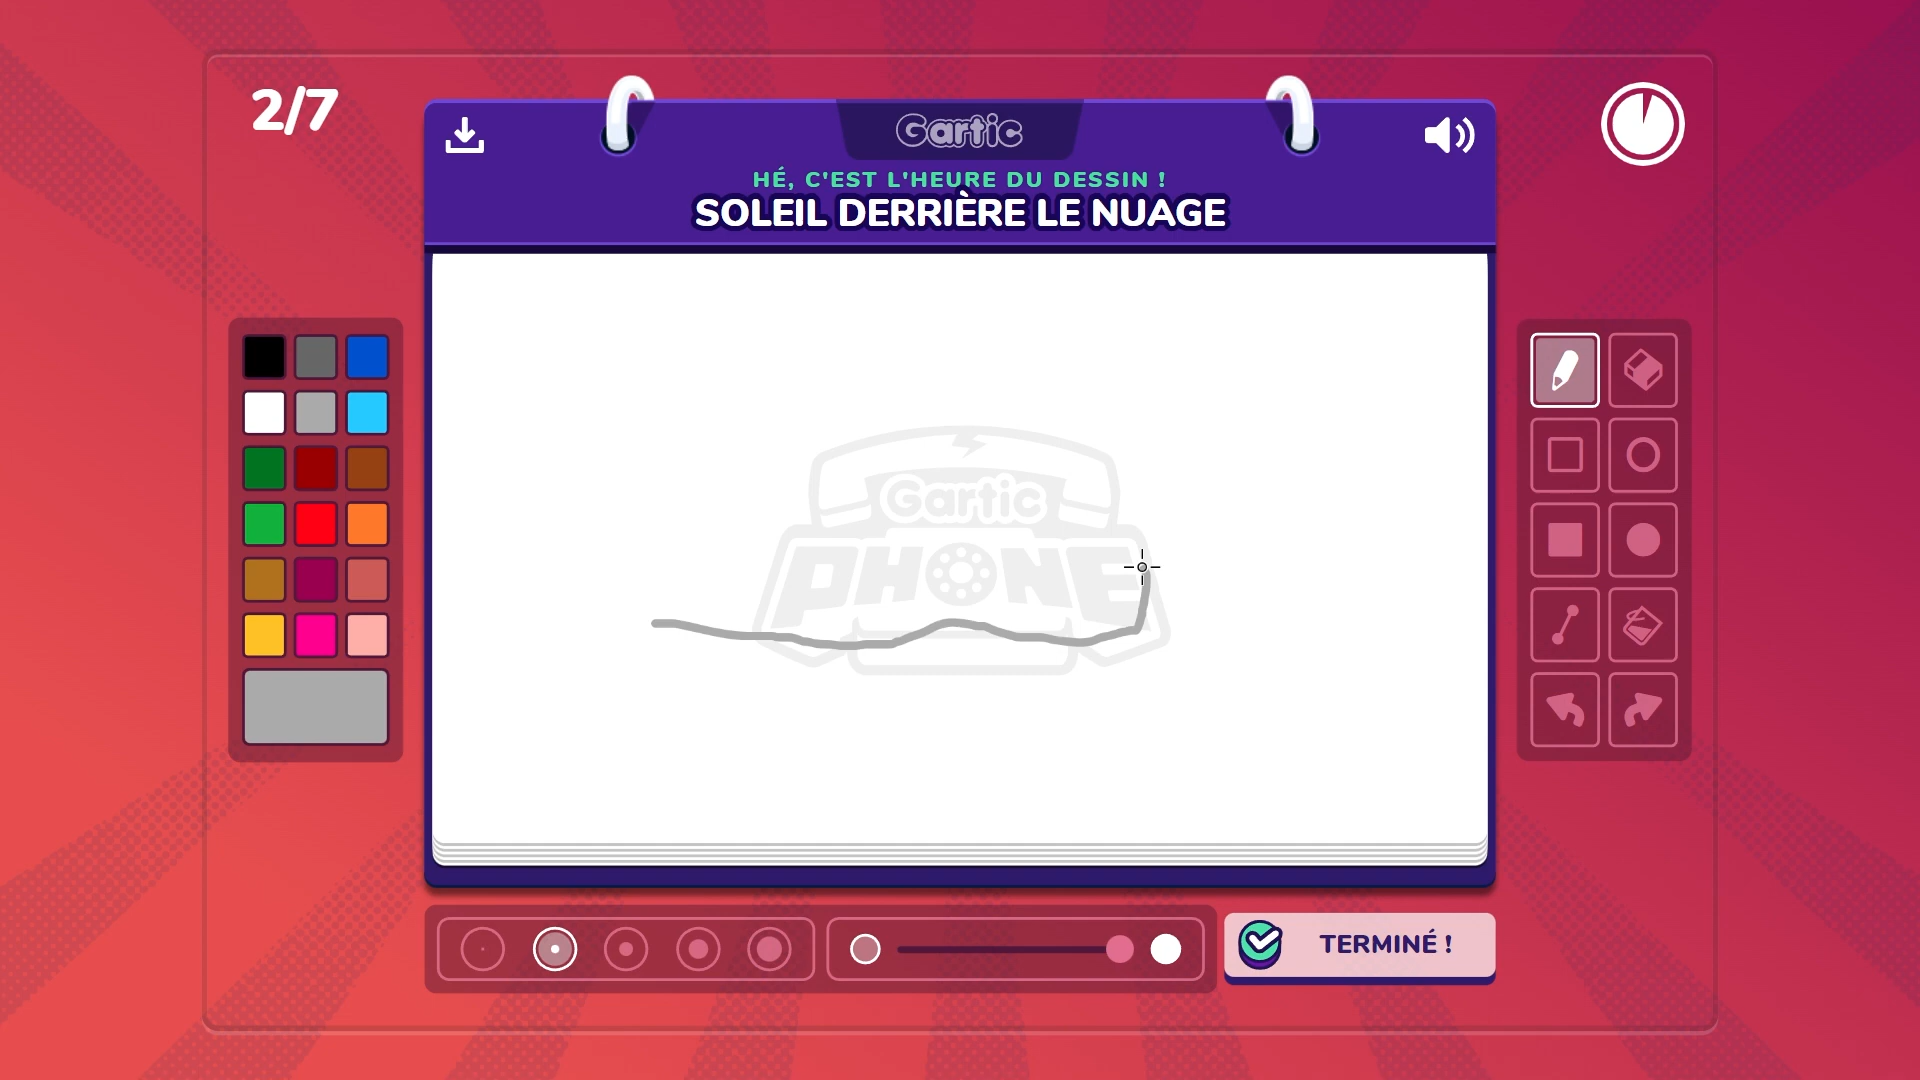 2/7
Gartic
HÉ, C'EST L'HEURE DU DESSIN !
SOLEIL DERRIÈRE LE NUAGE
Gartic
PHONE
TERMINÉ !